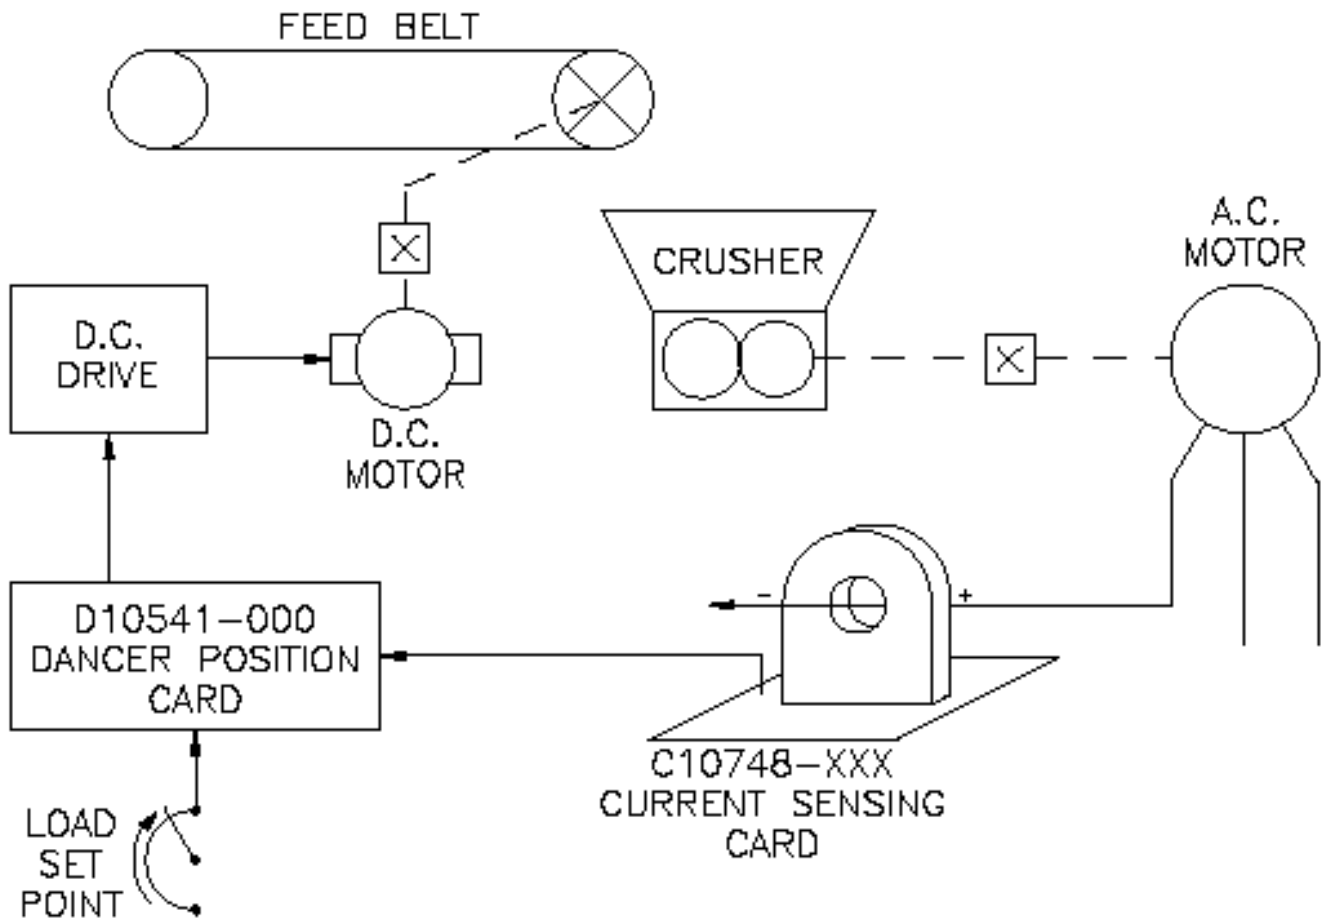 FEED BELT
A.C.
MOTOR
CRUSHER
D.C.
DRIVE
D.C.
MOTOR
D10541-000
DANCER POSITION
CARD
- +
C10748-XXX
CURRENT SENSING
CARD
LOAD
SET
POINT